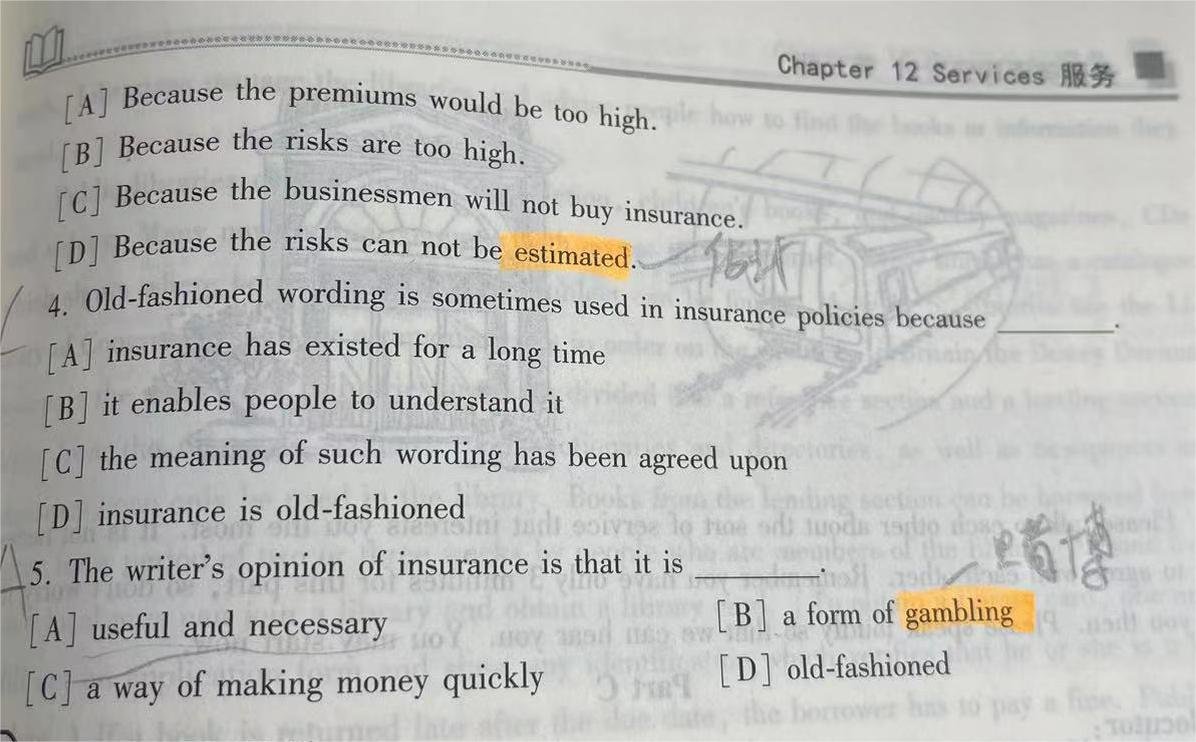 Chapter 12 Services 服务
[A] Because the premiums would be too high.
[B] Because the risks are too high.
[C] Because the businessmen will not buy insurance.
[D] Because the risks can not be estimated.
4. Old-fashioned wording is sometimes used in insurance policies because ________.
[A] insurance has existed for a long time
[B] it enables people to understand it
[C] the meaning of such wording has been agreed upon
[D] insurance is old-fashioned
5. The writer's opinion of insurance is that it is ________.
[A] useful and necessary [B] a form of gambling
[C] a way of making money quickly [D] old-fashioned